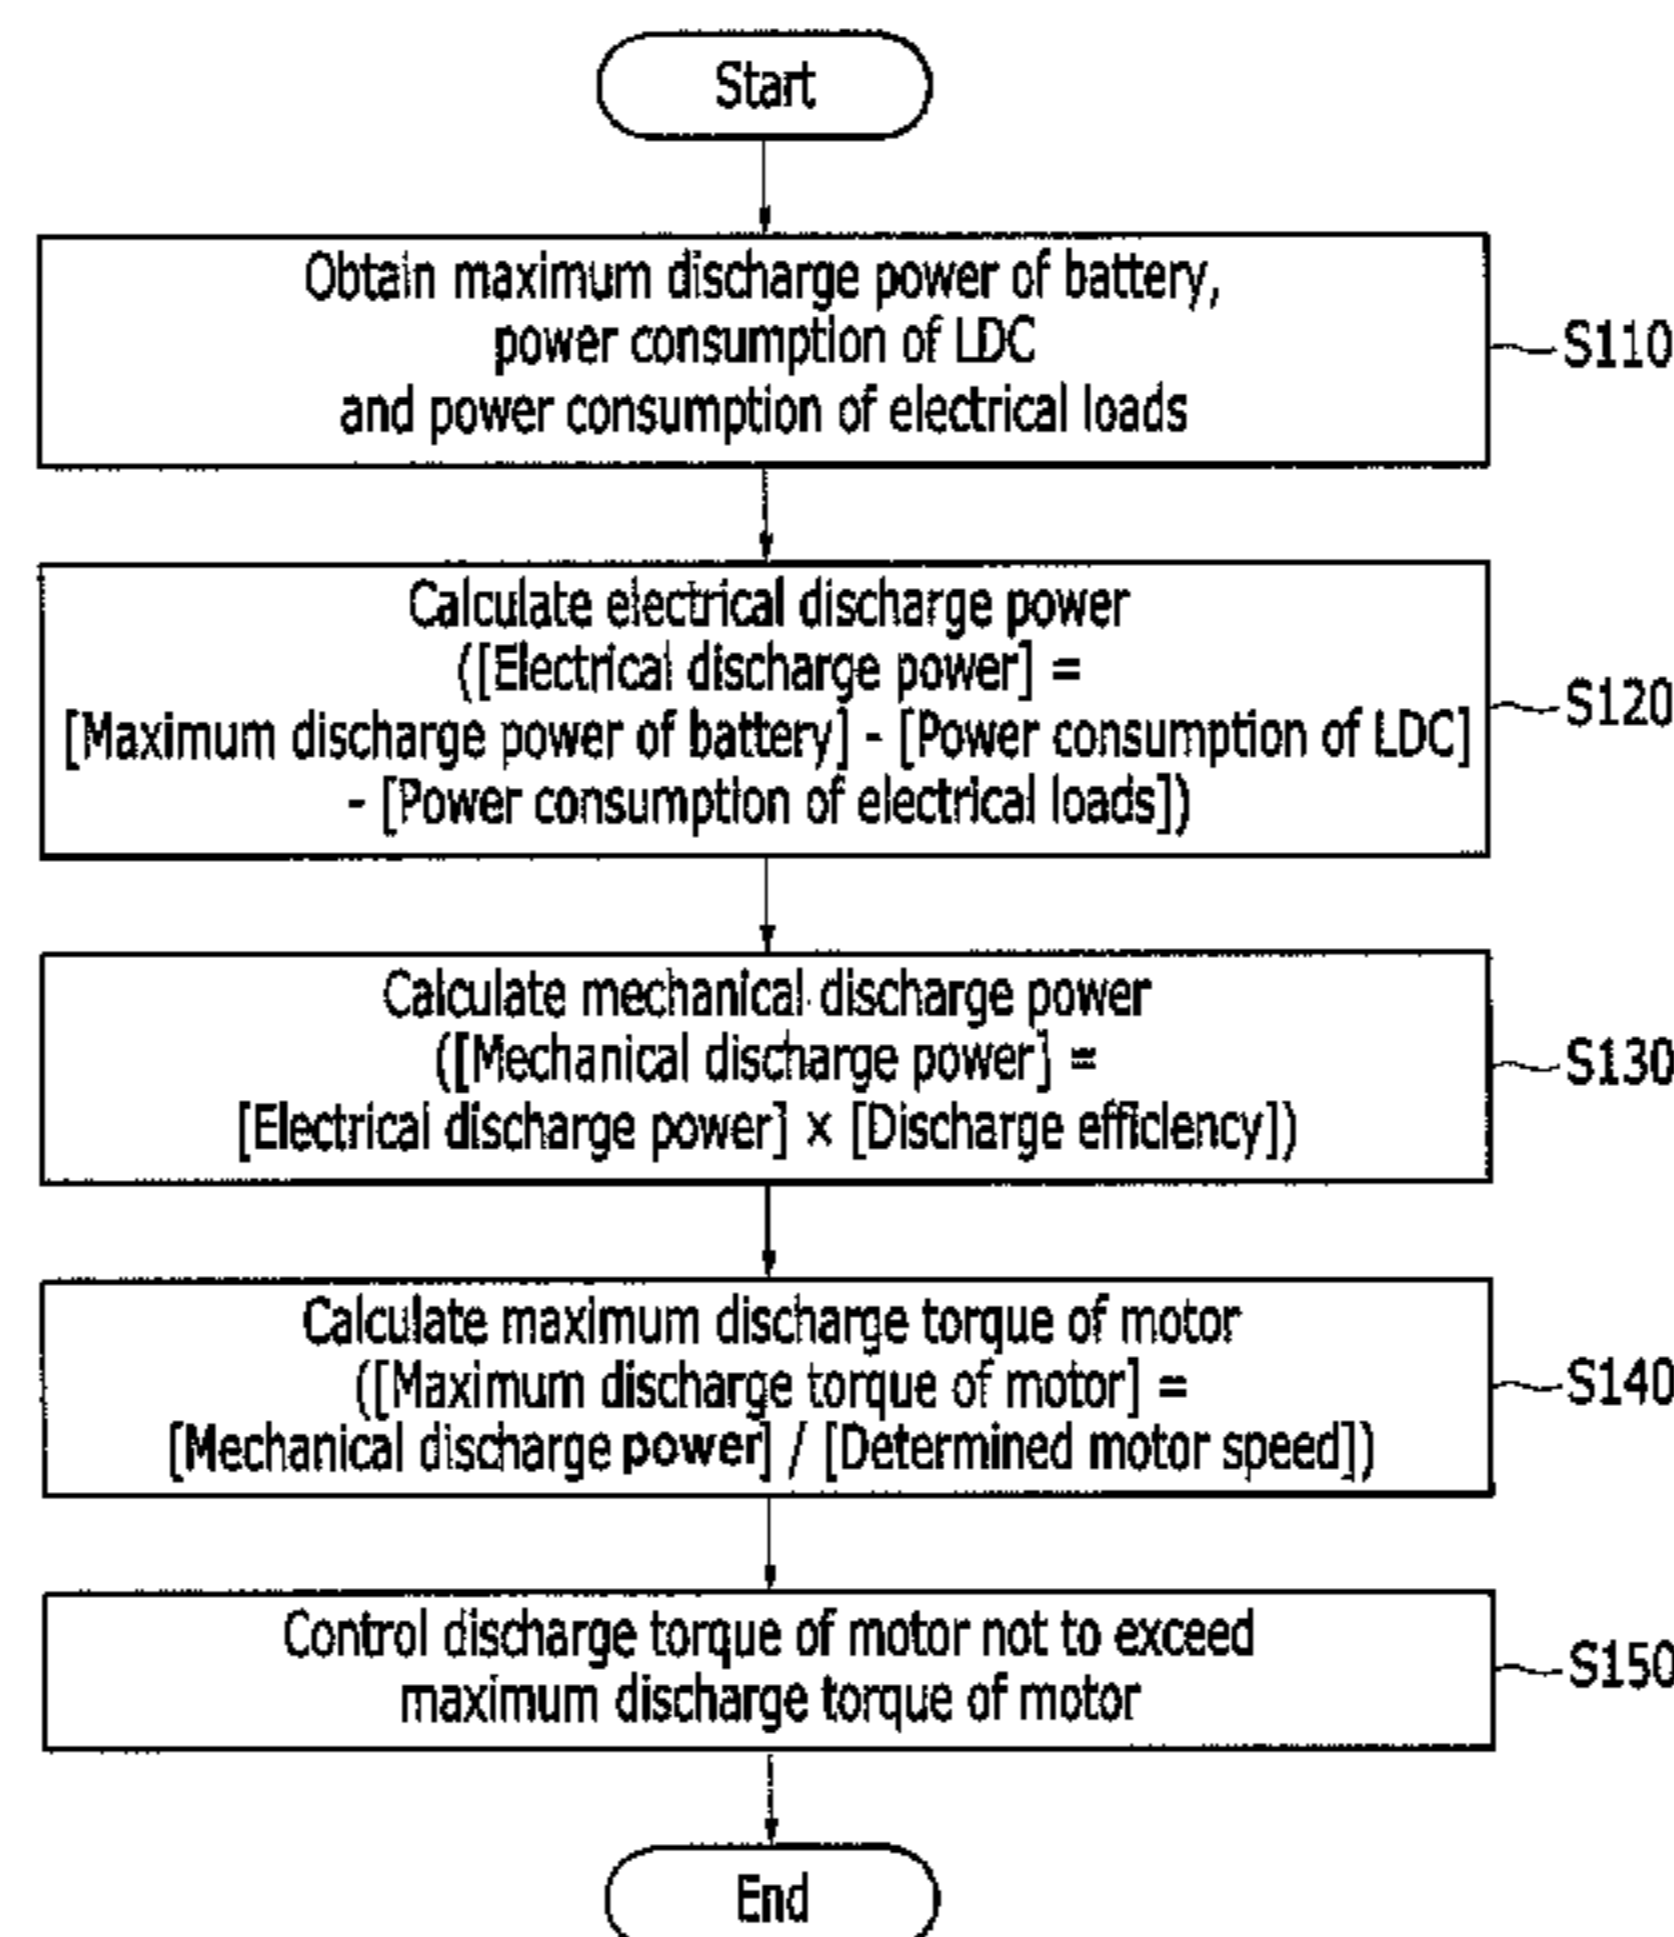 Start
Obtain maximum discharge power of battery,
power consumption of LDC
and power consumption of electrical loads
S110
Calculate electrical discharge power
([Electrical discharge power] =
[Maximum discharge power of battery] - [Power consumption of LDC]
- [Power consumption of electrical loads])
S120
Calculate mechanical discharge power
([Mechanical discharge power] =
[Electrical discharge power] × [Discharge efficiency])
S130
Calculate maximum discharge torque of motor
([Maximum discharge torque of motor] =
[Mechanical discharge power] / [Determined motor speed])
S140
Control discharge torque of motor not to exceed
maximum discharge torque of motor
S150
End